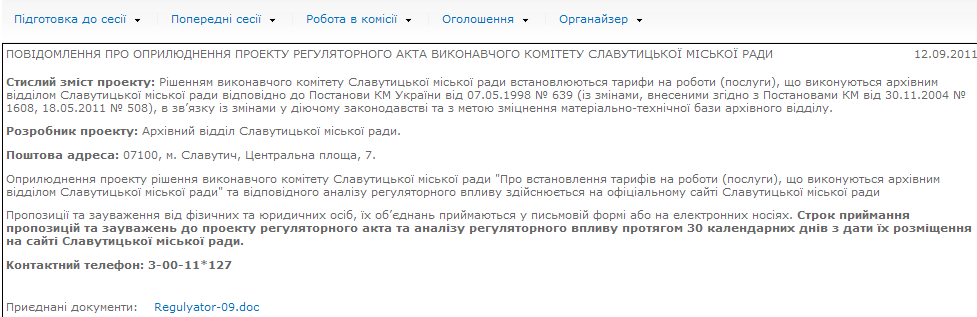 Підготовка до сесії Попередні сесії Робота в комісії Оголошення Органайзер
ПОВІДОМЛЕННЯ ПРО ОПРИЛЮДНЕННЯ ПРОЕКТУ РЕГУЛЯТОРНОГО АКТА ВИКОНАВЧОГО КОМІТЕТУ СЛАВУТИЦЬКОЇ МІСЬКОЇ РАДИ 12.09.2011
Стислий зміст проекту: Рішенням виконавчого комітету Славутицької міської ради встановлюються тарифи на роботи (послуги), що виконуються архівним
відділом Славутицької міської ради відповідно до Постанови КМ України від 07.05.1998 № 639 (із змінами, внесеними згідно з Постановами КМ від 30.11.2004 №
1608, 18.05.2011 № 508), в зв’язку із змінами у діючому законодавстві та з метою зміцнення матеріально-технічної бази архівного відділу.
Розробник проекту: Архівний відділ Славутицької міської ради.
Поштова адреса: 07100, м. Славутич, Центральна площа, 7.
Оприлюднення проекту рішення виконавчого комітету Славутицької міської ради "Про встановлення тарифів на роботи (послуги), що виконуються архівним
відділом Славутицької міської ради" та відповідного аналізу регуляторного впливу здійснюється на офіційному сайті Славутицької міської ради
Пропозиції та зауваження від фізичних та юридичних осіб, їх об’єднань приймаються у письмовій формі або на електронних носіях. Строк приймання
пропозицій та зауважень до проекту регуляторного акта та аналізу регуляторного впливу протягом 30 календарних днів з дати їх розміщення
на сайті Славутицької міської ради.
Контактний телефон: 3-00-11*127
Приєднані документи: Regulyator-09.doc